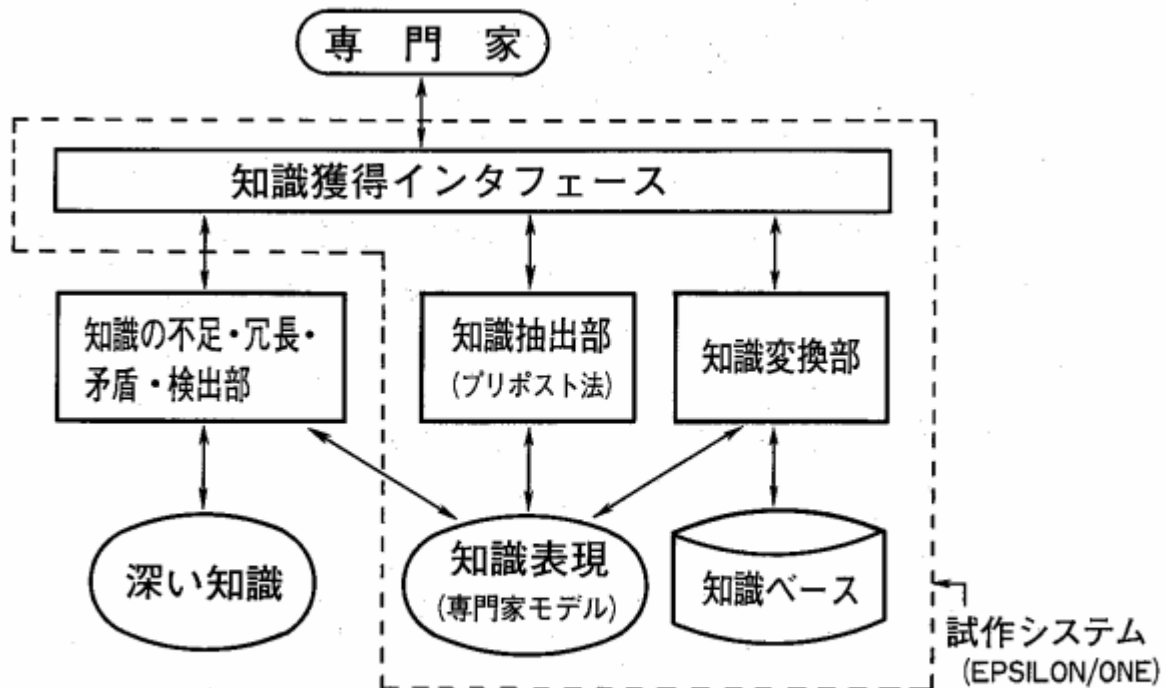 専門家
知識獲得インタフェース
知識の不足・冗長・
矛盾・検出部
知識抽出部
(プリポスト法)
知識変換部
深い知識
知識表現
(専門家モデル)
知識ベース
試作システム
(EPSILON/ONE)